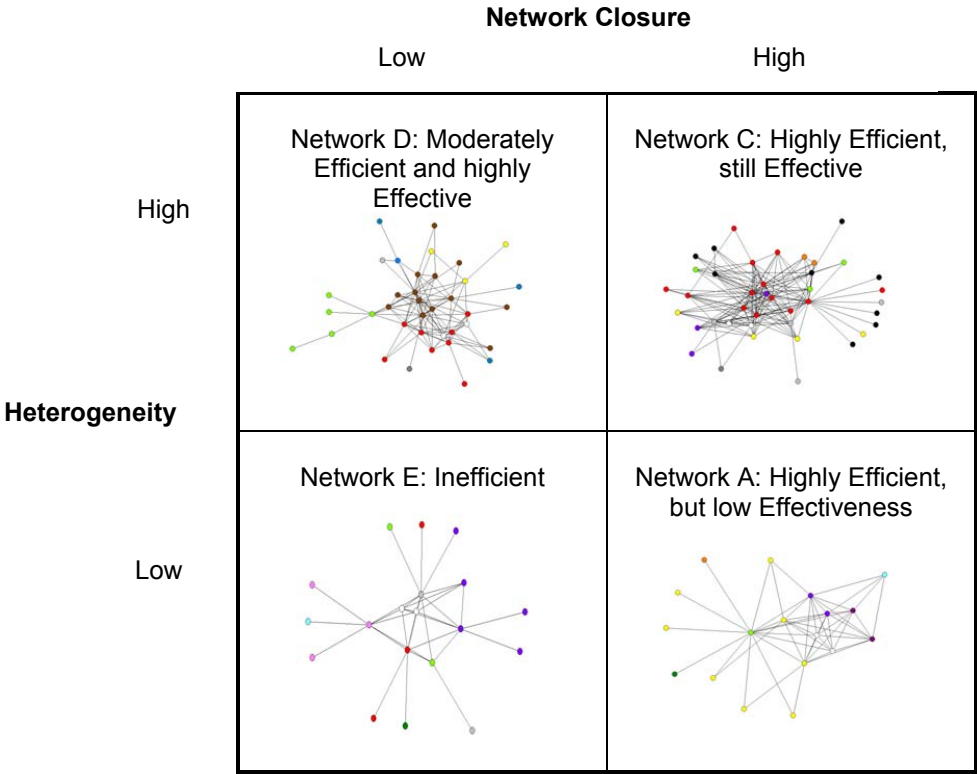 Network Closure
Low
High
High
Network D: Moderately
Efficient and highly
Effective
Network C: Highly Efficient,
still Effective
Heterogeneity
Low
Network E: Inefficient
Network A: Highly Efficient,
but low Effectiveness